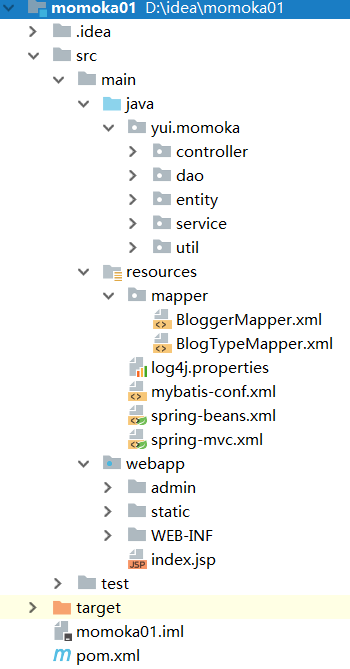 momoka01 D:\idea\momoka01
.idea
src
main
java
yui.momoka
controller
dao
entity
service
util
resources
mapper
BloggerMapper.xml
BlogTypeMapper.xml
log4j.properties
mybatis-conf.xml
spring-beans.xml
spring-mvc.xml
webapp
admin
static
WEB-INF
JSP index.jsp
test
target
momoka01.iml
m pom.xml